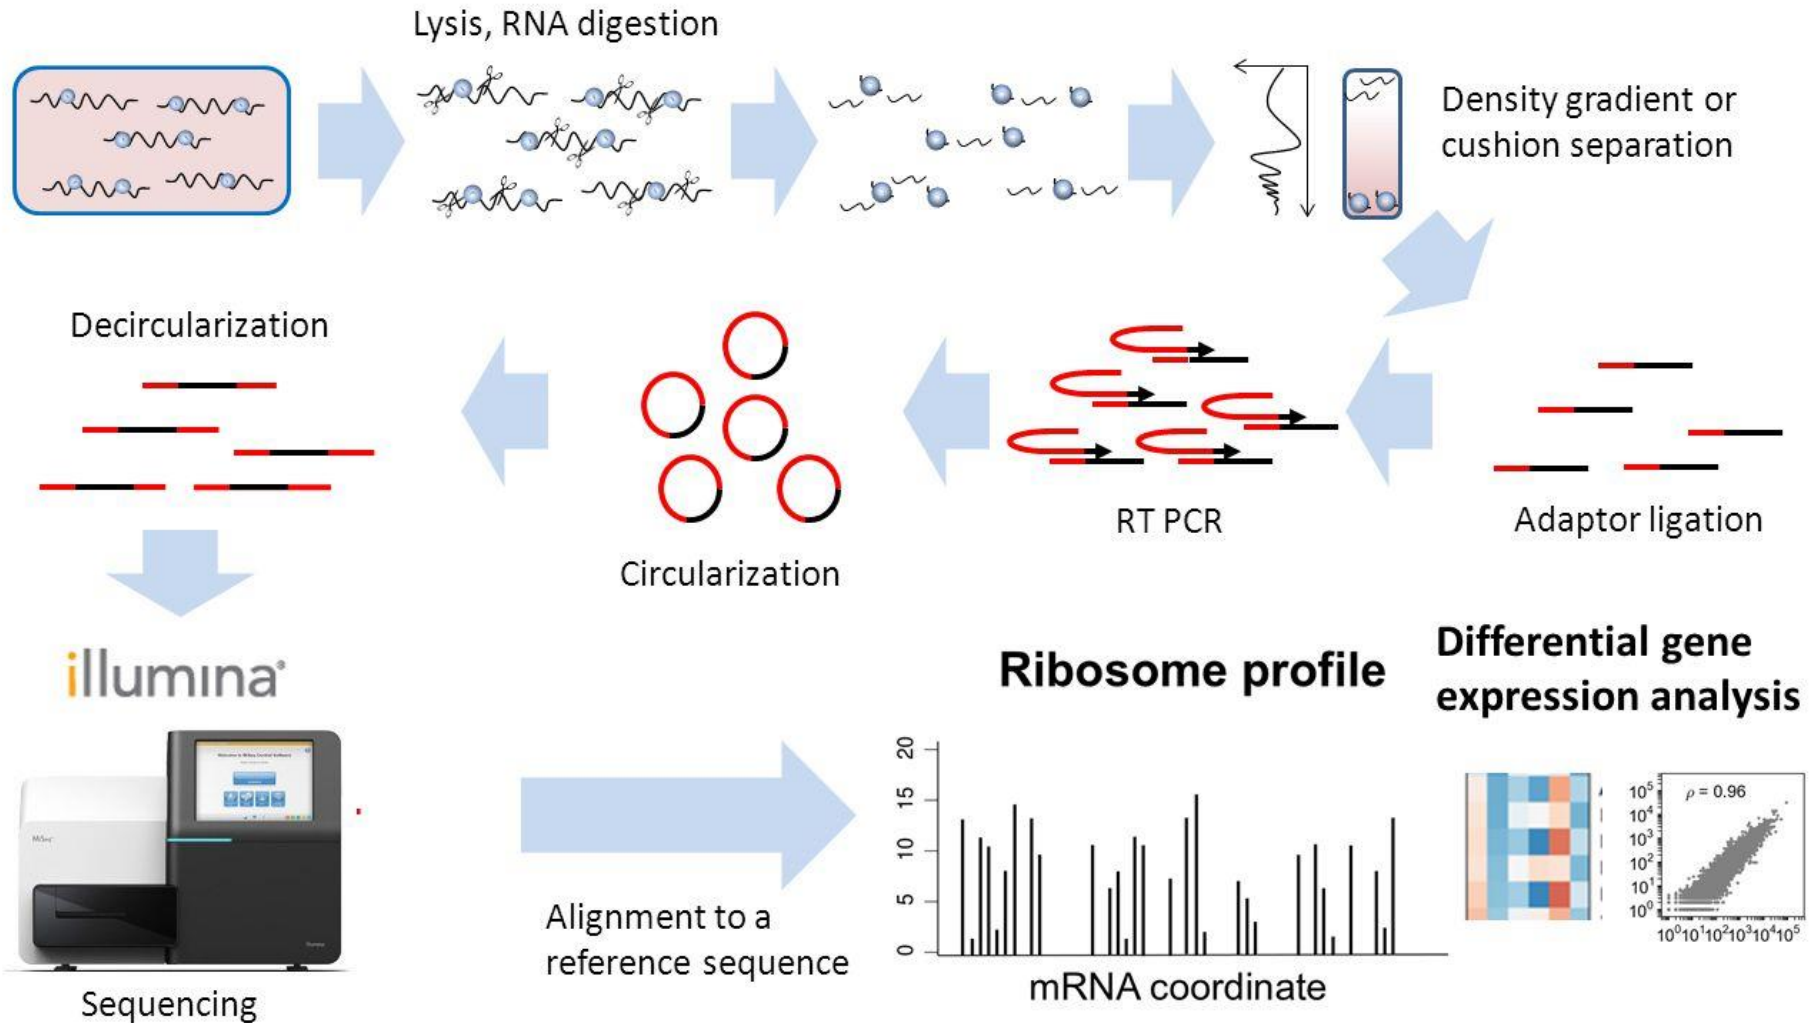 Lysis, RNA digestion
Density gradient or
cushion separation
Decircularization
Circularization
RT PCR
Adaptor ligation
illumina®
Sequencing
Alignment to a
reference sequence
Ribosome profile
20
15
10
5
0
mRNA coordinate
Differential gene
expression analysis
ρ = 0.96
10⁵
10⁴
10³
10²
10¹
10⁰
10⁰10¹10²10³10⁴10⁵